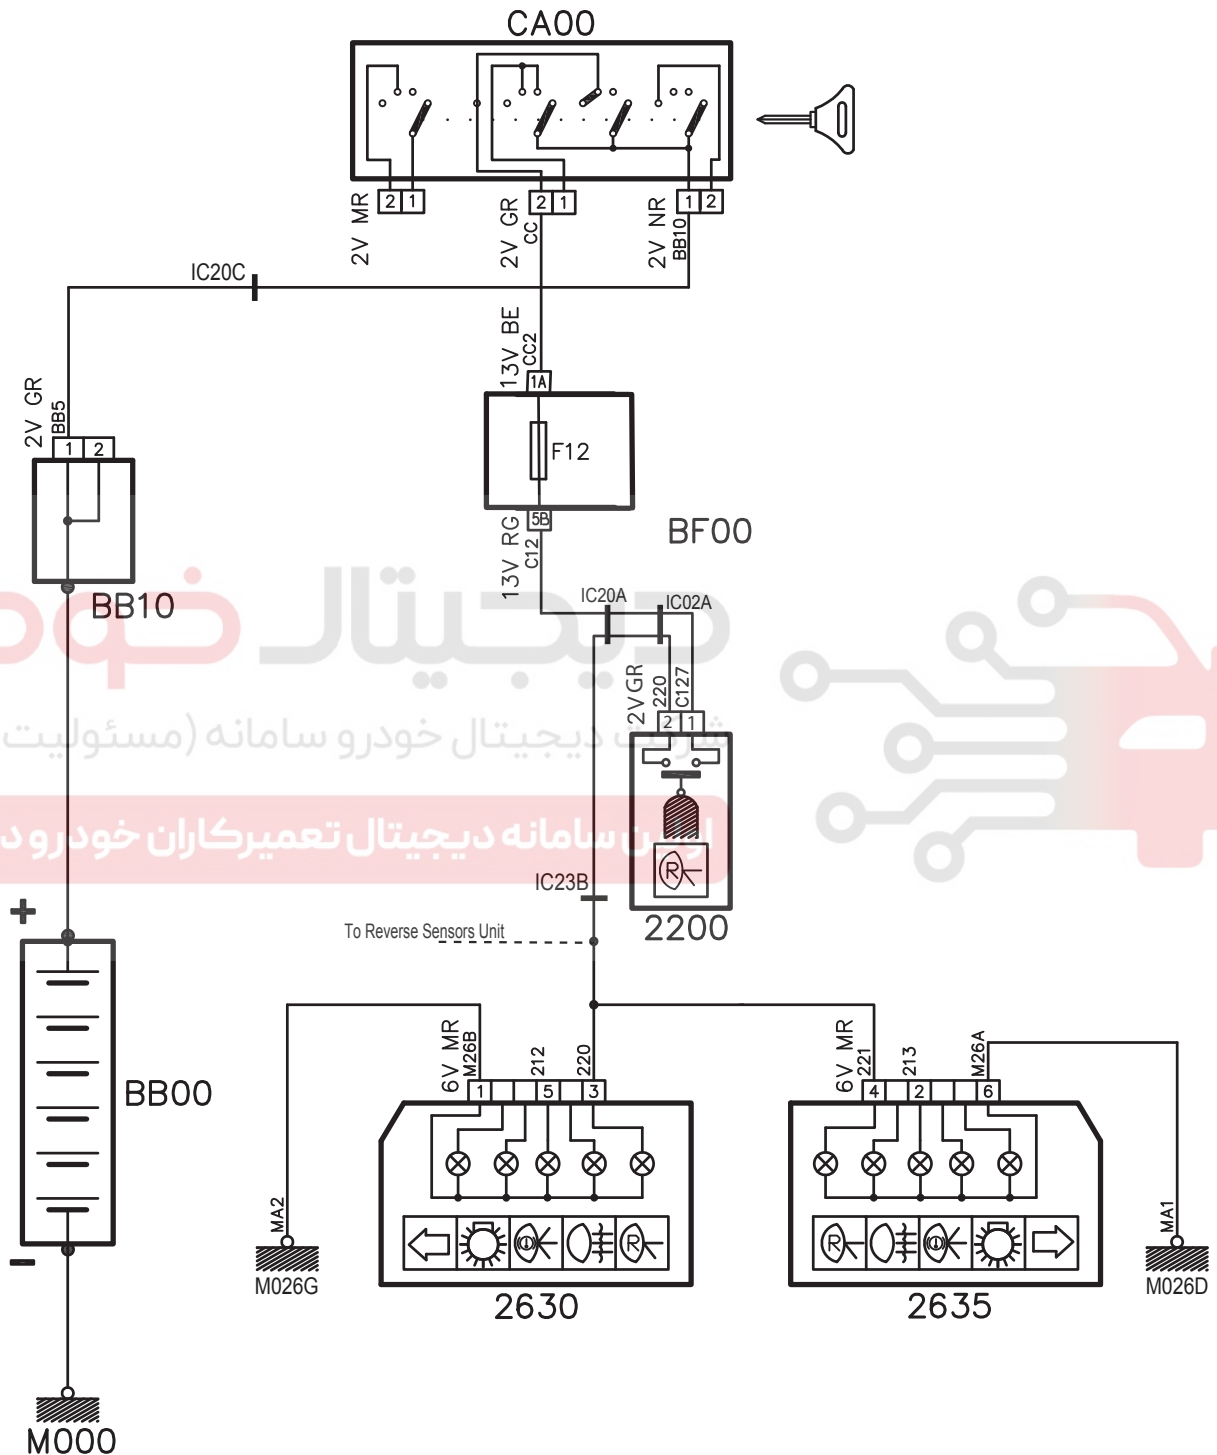 CA00
2 1
2 1
1 2
2V MR
2V GR
CC
2V NR
BB10
IC20C
13V BE
CC2
1A
2V GR
BB5
1 2
F12
5B
BF00
13V RG
C12
BB10
IC20A
IC02A
دیجیتال خود
2V GR
220
C127
2 1
شرکت دیجیتال خودرو سامانه (مسئولیت
اولین سامانه دیجیتال تعمیرکاران خودرو د
R
IC23B
2200
+
To Reverse Sensors Unit
BB00
6V MR
M26B
212
220
1 5 3
6V MR
221
213
M26A
4 2 6
MA2
MA1
R
R
M026G
M026D
2630
2635
-
M000